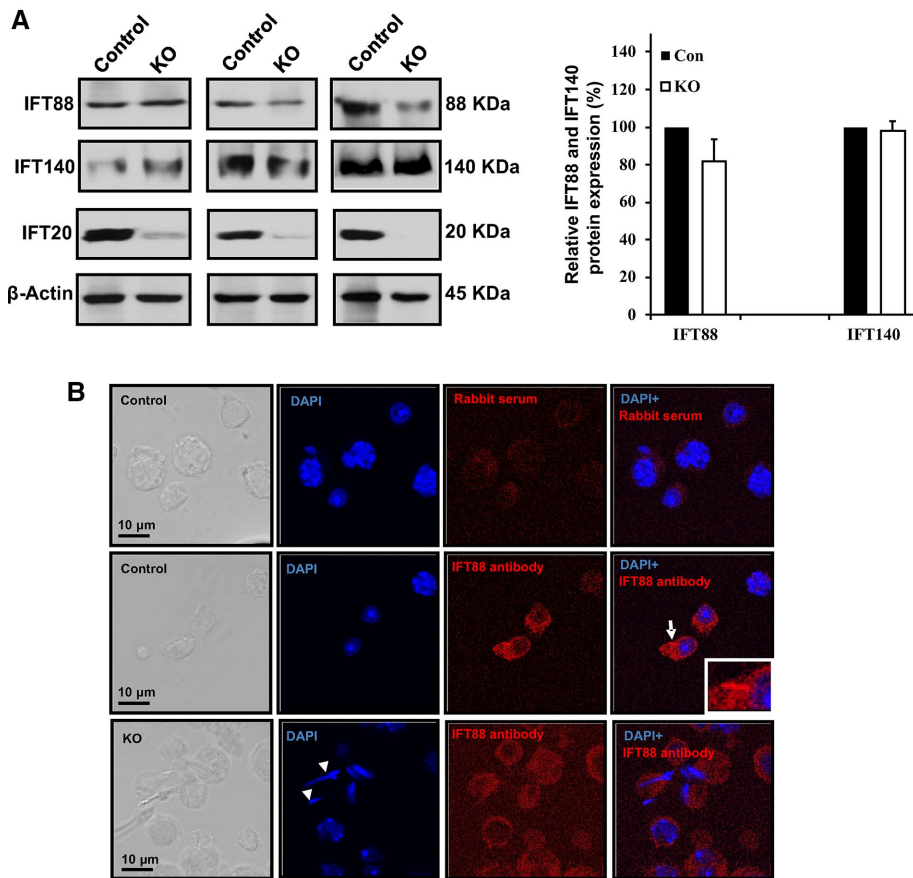 A
Control KO Control KO Control KO
IFT88 88 KDa
IFT140 140 KDa
IFT20 20 KDa
β-Actin 45 KDa
Relative IFT88 and IFT140
protein expression (%)
140
120
100
80
60
40
20
0
Con
KO
IFT88 IFT140
B
Control
10 µm
DAPI
Rabbit serum
DAPI+
Rabbit serum
Control
10 µm
DAPI
IFT88 antibody
DAPI+
IFT88 antibody
KO
10 µm
DAPI
IFT88 antibody
DAPI+
IFT88 antibody